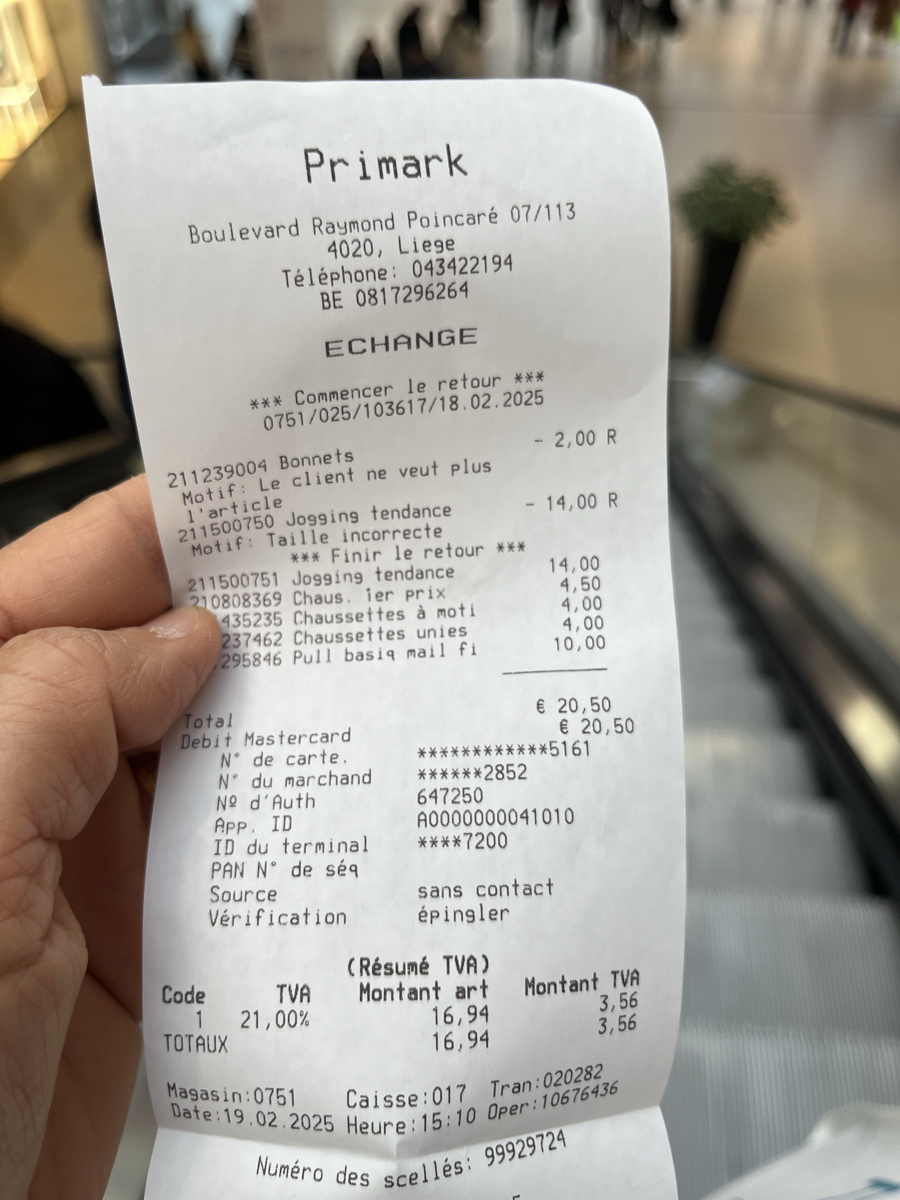 Primark
Boulevard Raymond Poincaré 07/113
4020, Liege
Téléphone: 043422194
BE 0817296264
ECHANGE
*** Commencer le retour ***
0751/025/103617/18.02.2025
211239004 Bonnets - 2,00 R
Motif: Le client ne veut plus
l'article
211500750 Jogging tendance - 14,00 R
Motif: Taille incorrecte
*** Finir le retour ***
211500751 Jogging tendance 14,00
210808369 Chaus. 1er prix 4,50
435235 Chaussettes à moti 4,00
237462 Chaussettes unies 4,00
295846 Pull basiq mail fi 10,00
Total € 20,50
Debit Mastercard € 20,50
N° de carte. ************5161
N° du marchand ******2852
Nº d'Auth 647250
App. ID A0000000041010
ID du terminal ****7200
PAN N° de séq
Source sans contact
Vérification épingler
(Résumé TVA)
Code TVA Montant art Montant TVA
1 21,00% 16,94 3,56
TOTAUX 16,94 3,56
Magasin:0751 Caisse:017 Tran:020282
Date:19.02.2025 Heure:15:10 Oper:10676436
Numéro des scellés: 99929724